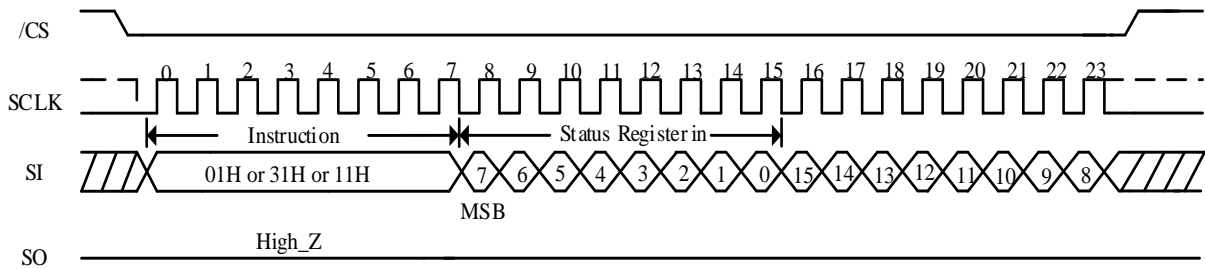 /CS
0 1 2 3 4 5 6 7 8 9 10 11 12 13 14 15 16 17 18 19 20 21 22 23
SCLK
Instruction Status Register in
SI 01H or 31H or 11H 7 6 5 4 3 2 1 0 15 14 13 12 11 10 9 8
MSB
High_Z
SO